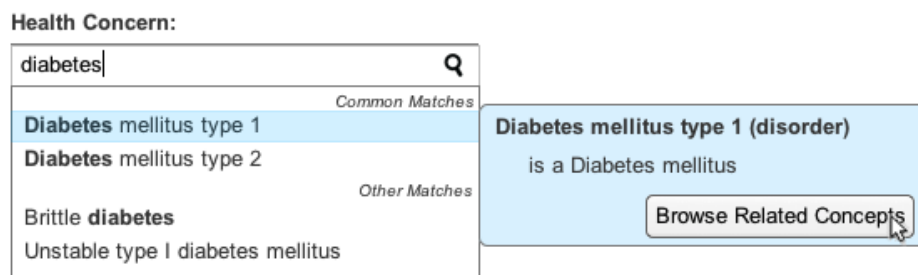 Health Concern:
diabetes
Common Matches
Diabetes mellitus type 1
Diabetes mellitus type 2
Other Matches
Brittle diabetes
Unstable type I diabetes mellitus
Diabetes mellitus type 1 (disorder)
is a Diabetes mellitus
Browse Related Concepts